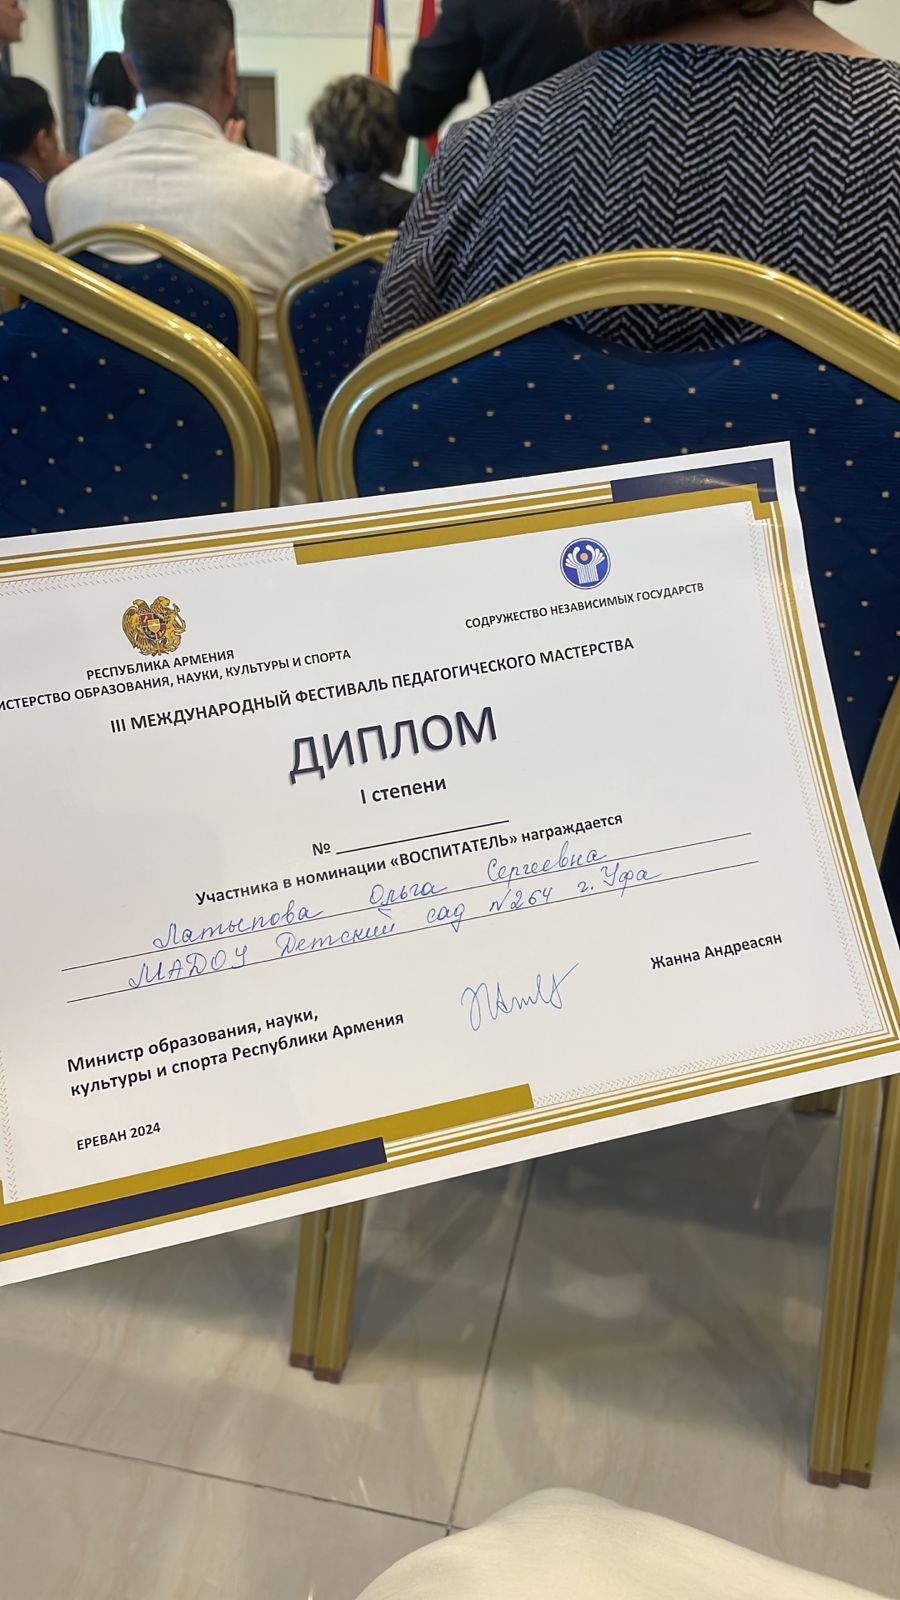 РЕСПУБЛИКА АРМЕНИЯ
ИСТЕРСТВО ОБРАЗОВАНИЯ, НАУКИ, КУЛЬТУРЫ И СПОРТА
СОДРУЖЕСТВО НЕЗАВИСИМЫХ ГОСУДАРСТВ
III МЕЖДУНАРОДНЫЙ ФЕСТИВАЛЬ ПЕДАГОГИЧЕСКОГО МАСТЕРСТВА
ДИПЛОМ
I степени
№
Участника в номинации «ВОСПИТАТЕЛЬ» награждается
Латыпова Ольга Сергеевна
МАДОУ Детский сад №264 г. Уфа
Министр образования, науки,
культуры и спорта Республики Армения
Жанна Андреасян
ЕРЕВАН 2024